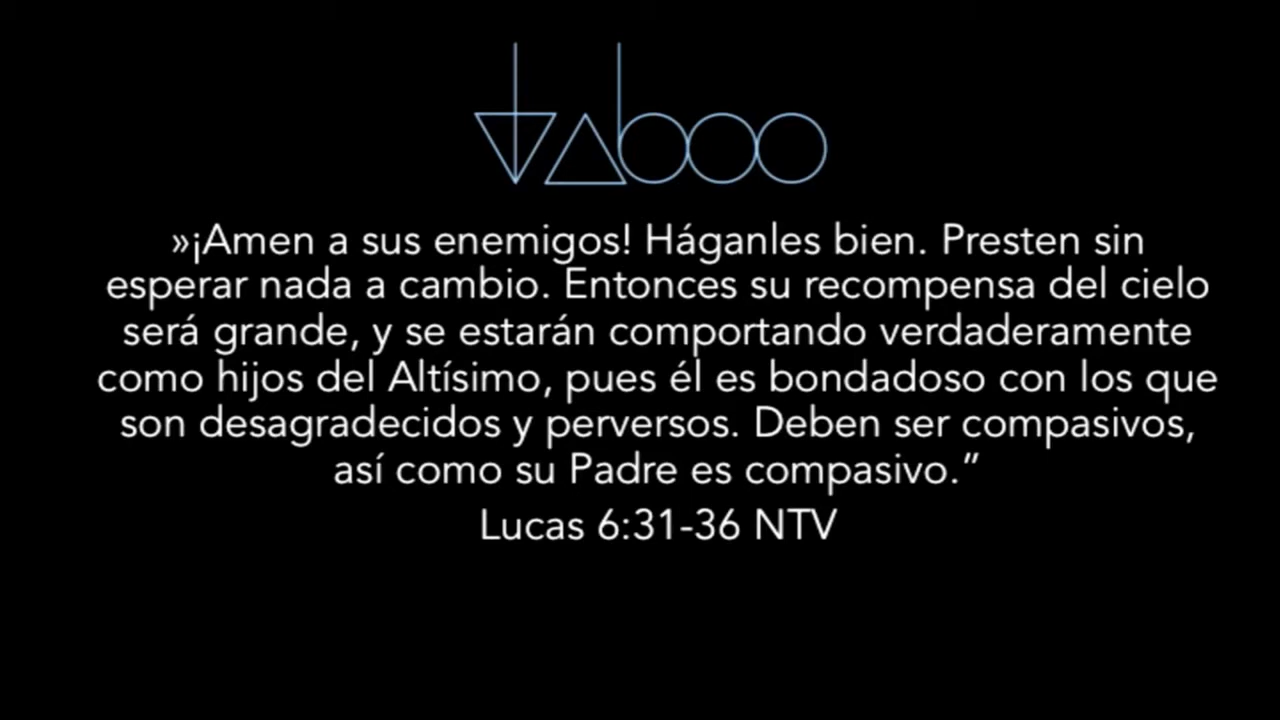 taboo
»¡Amen a sus enemigos! Háganles bien. Presten sin
esperar nada a cambio. Entonces su recompensa del cielo
será grande, y se estarán comportando verdaderamente
como hijos del Altísimo, pues él es bondadoso con los que
son desagradecidos y perversos. Deben ser compasivos,
así como su Padre es compasivo.”
Lucas 6:31-36 NTV